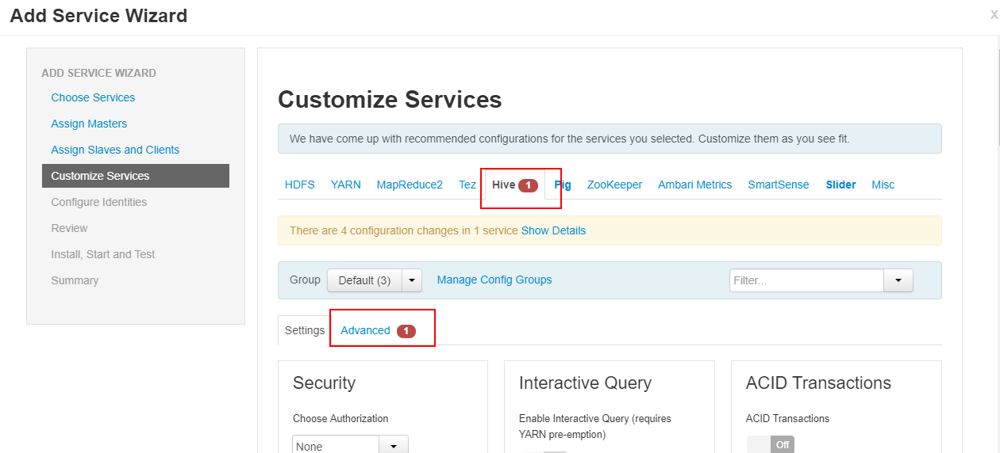 Add Service Wizard
x
ADD SERVICE WIZARD
Choose Services
Assign Masters
Assign Slaves and Clients
Customize Services
Configure Identities
Review
Install, Start and Test
Summary
Customize Services
We have come up with recommended configurations for the services you selected. Customize them as you see fit.
HDFS YARN MapReduce2 Tez Hive 1 Pig ZooKeeper Ambari Metrics SmartSense Slider Misc
There are 4 configuration changes in 1 service Show Details
Group Default (3) Manage Config Groups Filter...
Settings Advanced 1
Security
Choose Authorization
None
Interactive Query
Enable Interactive Query (requires
YARN pre-emption)
ACID Transactions
ACID Transactions
Off